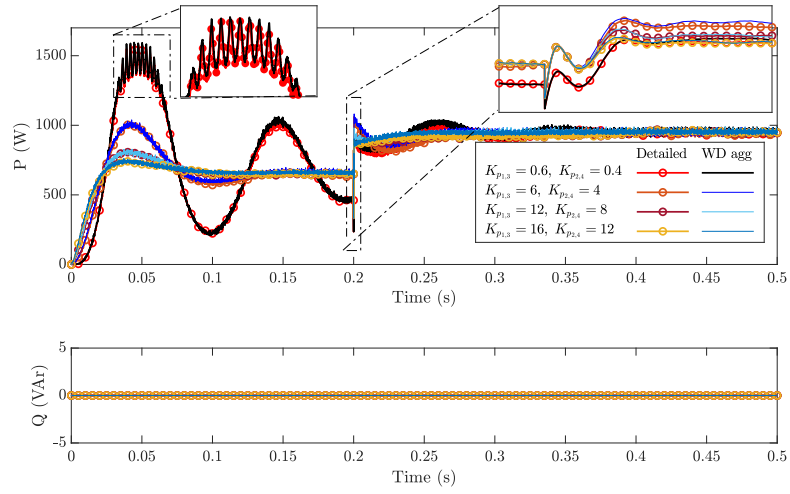 1500
1000
500
0
P (W)
0 0.05 0.1 0.15 0.2 0.25 0.3 0.35 0.4 0.45 0.5
Time (s)
Detailed WD agg
K_{p_{1,3}} = 0.6, K_{p_{2,4}} = 0.4
K_{p_{1,3}} = 6, K_{p_{2,4}} = 4
K_{p_{1,3}} = 12, K_{p_{2,4}} = 8
K_{p_{1,3}} = 16, K_{p_{2,4}} = 12
5
0
-5
Q (VAr)
0 0.05 0.1 0.15 0.2 0.25 0.3 0.35 0.4 0.45 0.5
Time (s)